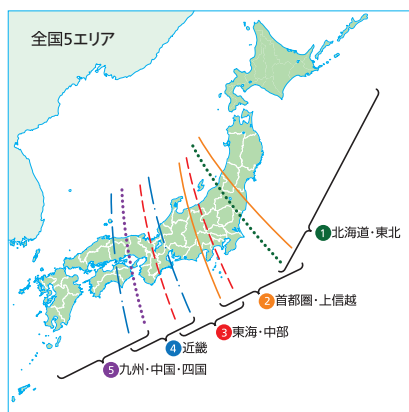 全国5エリア
1北海道・東北
2首都圏・上信越
3東海・中部
4近畿
5九州・中国・四国